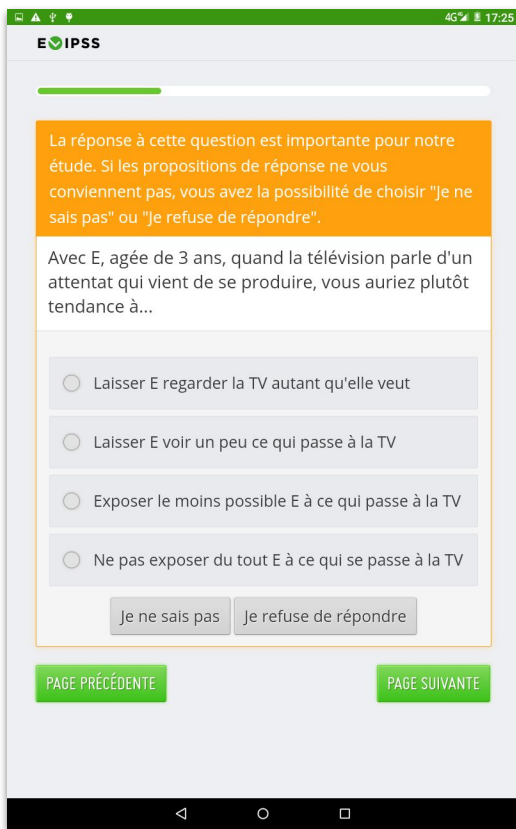 4G 17:25
E IPSS
La réponse à cette question est importante pour notre
étude. Si les propositions de réponse ne vous
conviennent pas, vous avez la possibilité de choisir "Je ne
sais pas" ou "Je refuse de répondre".
Avec E, agée de 3 ans, quand la télévision parle d'un
attentat qui vient de se produire, vous auriez plutôt
tendance à...
Laisser E regarder la TV autant qu'elle veut
Laisser E voir un peu ce qui passe à la TV
Exposer le moins possible E à ce qui passe à la TV
Ne pas exposer du tout E à ce qui se passe à la TV
Je ne sais pas Je refuse de répondre
PAGE PRÉCÉDENTE PAGE SUIVANTE